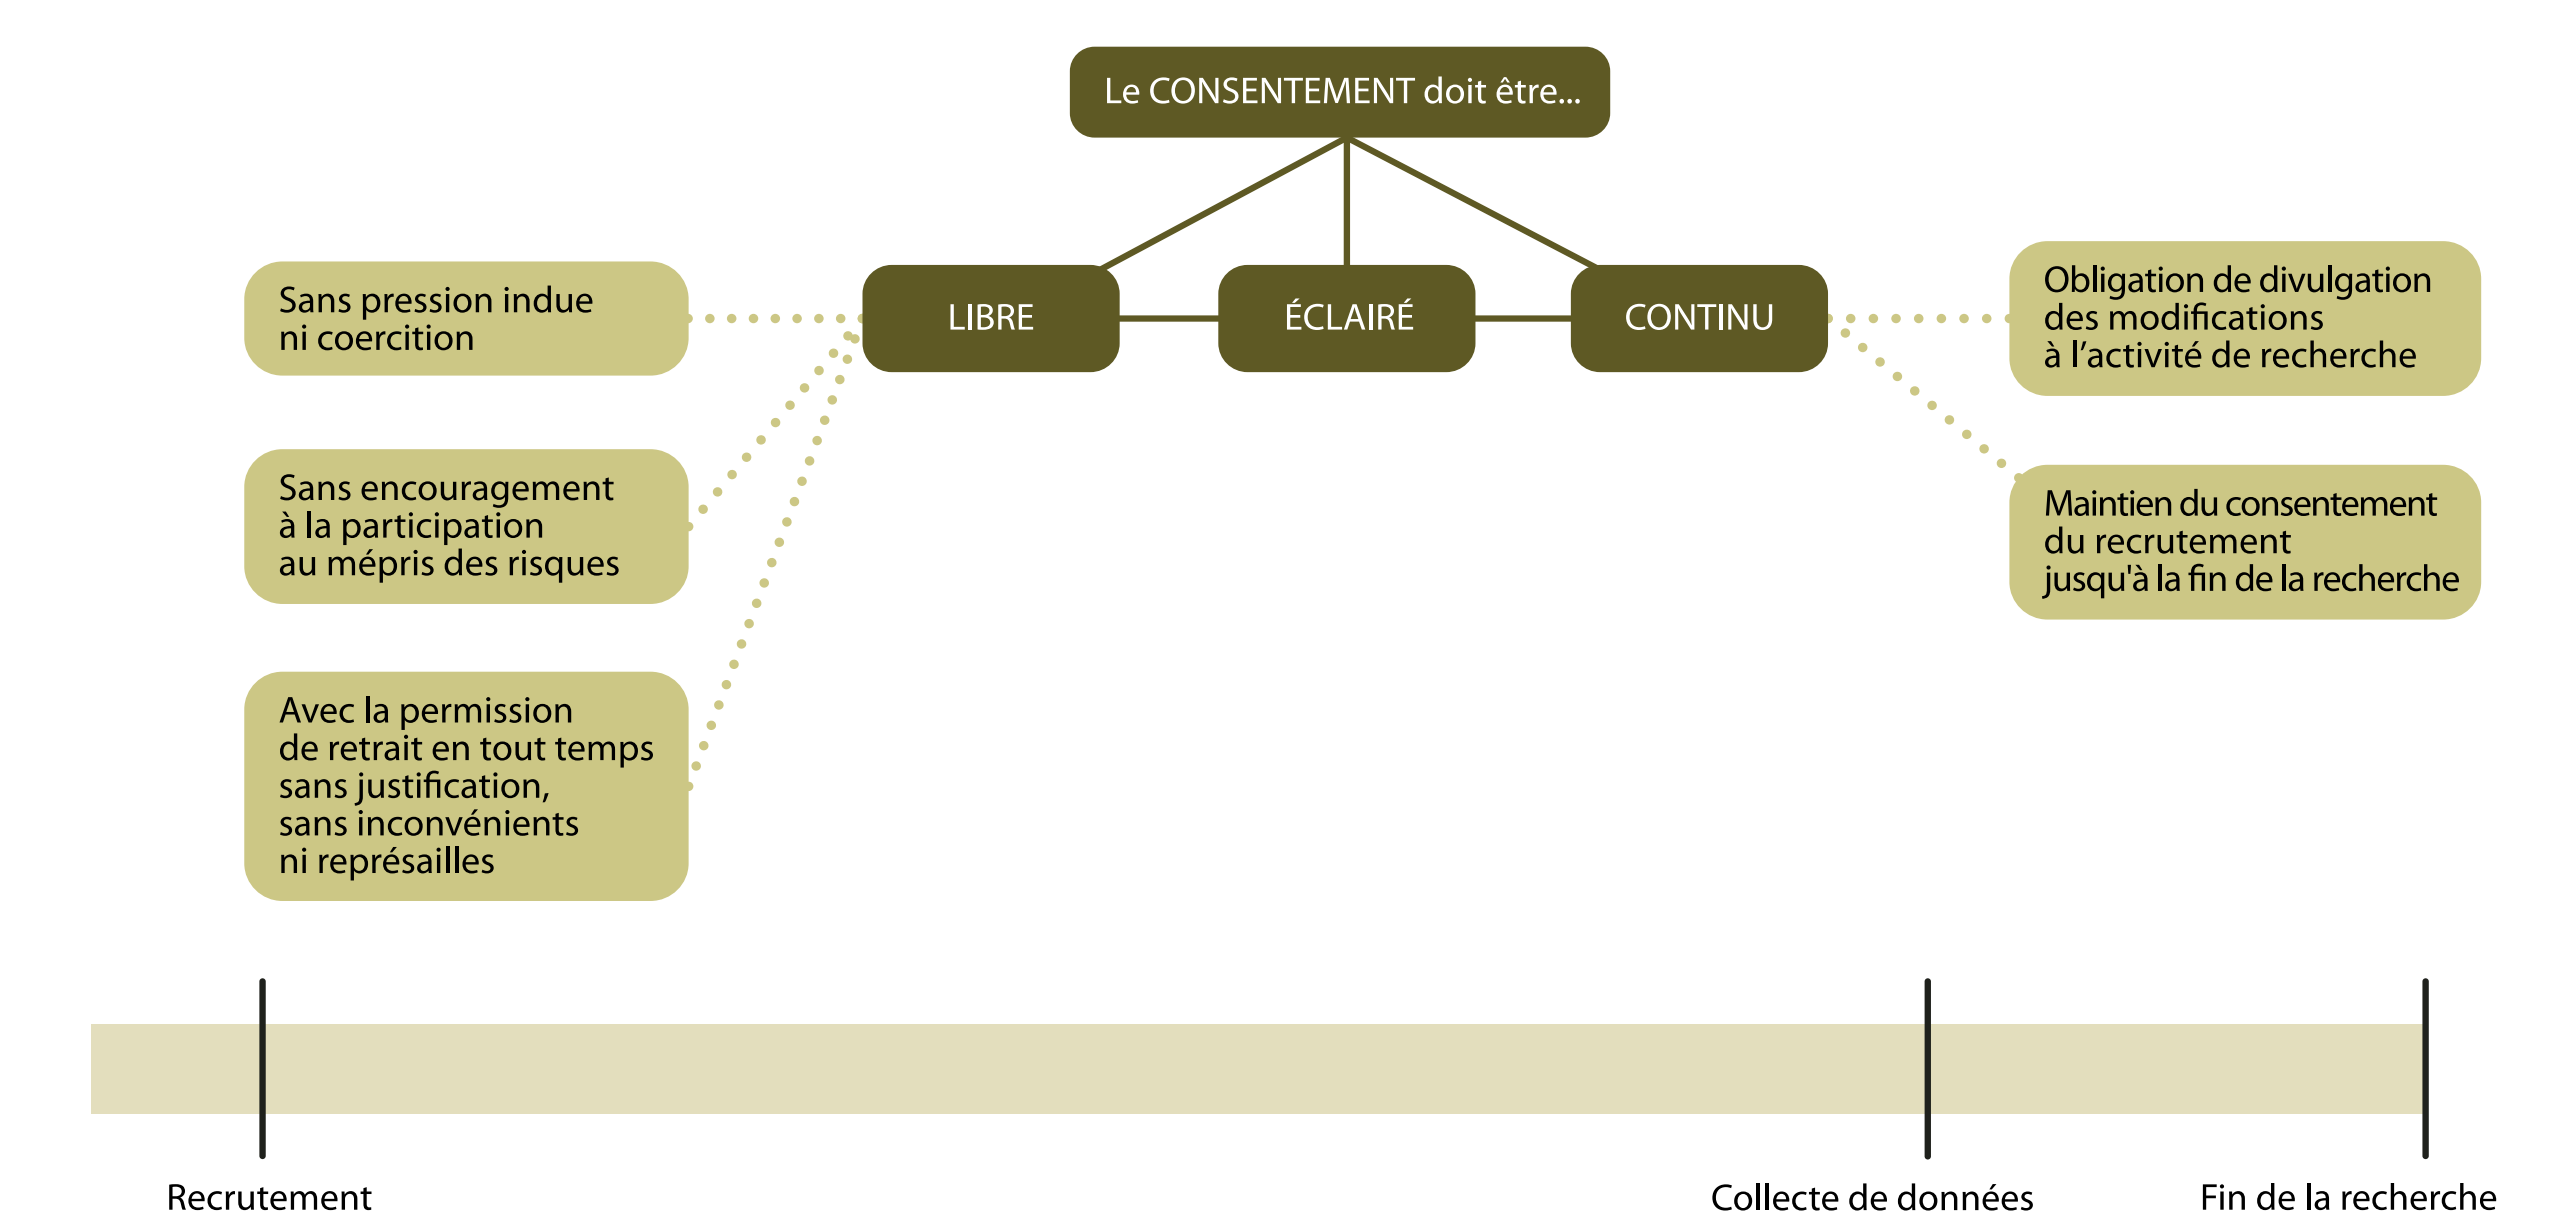 Le CONSENTEMENT doit être...
LIBRE
ÉCLAIRÉ
CONTINU
Sans pression indue
ni coercition
Sans encouragement
à la participation
au mépris des risques
Avec la permission
de retrait en tout temps
sans justification,
sans inconvénients
ni représailles
Obligation de divulgation
des modifications
à l’activité de recherche
Maintien du consentement
du recrutement
jusqu'à la fin de la recherche
Recrutement
Collecte de données
Fin de la recherche